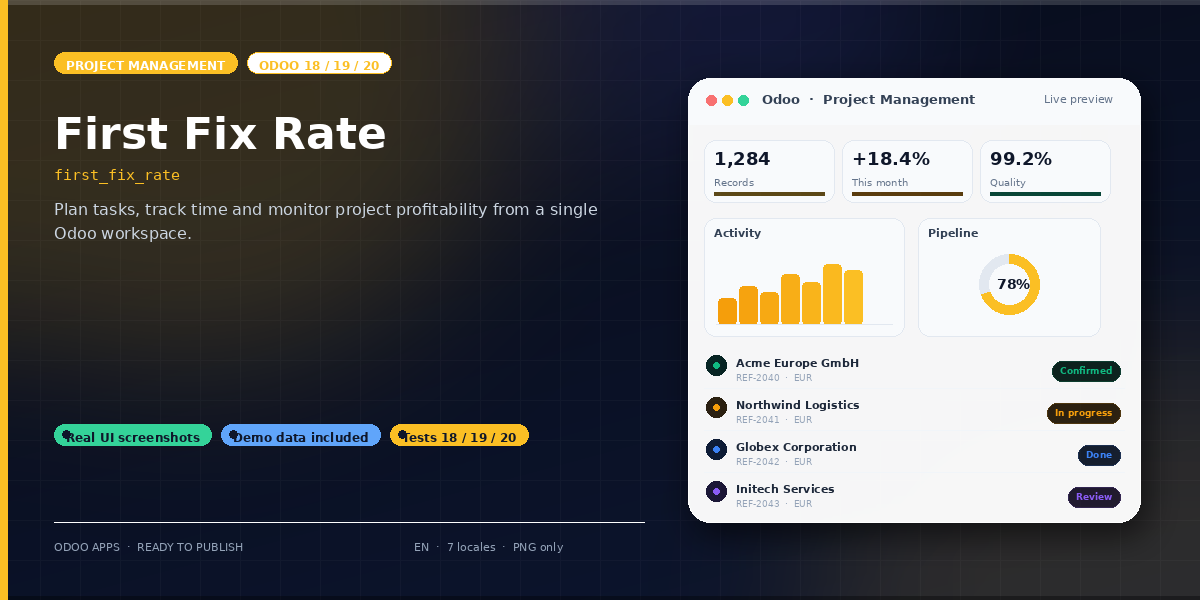 PROJECT MANAGEMENT
ODOO 18 / 19 / 20
First Fix Rate
first_fix_rate
Plan tasks, track time and monitor project profitability from a single
Odoo workspace.
Real UI screenshots
Demo data included
Tests 18 / 19 / 20
ODOO APPS · READY TO PUBLISH
EN · 7 locales · PNG only
Odoo · Project Management
Live preview
1,284
Records
+18.4%
This month
99.2%
Quality
Activity
Pipeline
78%
Acme Europe GmbH
REF-2040 · EUR
Confirmed
Northwind Logistics
REF-2041 · EUR
In progress
Globex Corporation
REF-2042 · EUR
Done
Initech Services
REF-2043 · EUR
Review